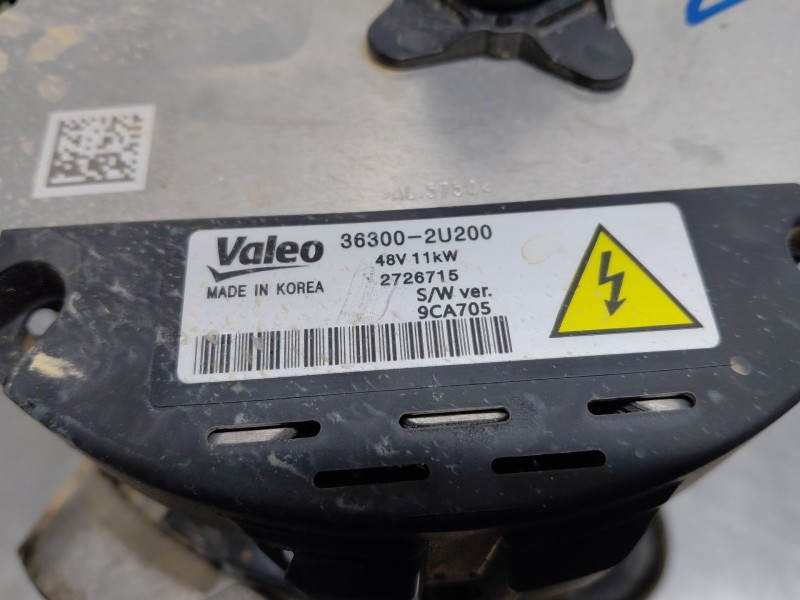 Valeo
36300-2U200
48V 11kW
MADE IN KOREA
2726715
S/W ver.
9CA705